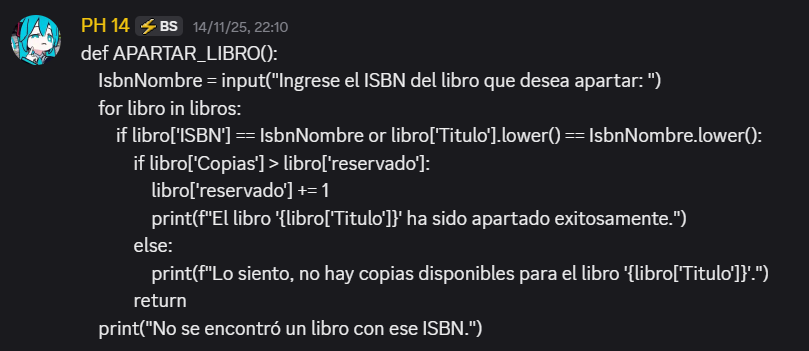 PH 14 ⚡BS 14/11/25, 22:10
def APARTAR_LIBRO():
    IsbnNombre = input("Ingrese el ISBN del libro que desea apartar: ")
    for libro in libros:
        if libro['ISBN'] == IsbnNombre or libro['Titulo'].lower() == IsbnNombre.lower():
            if libro['Copias'] > libro['reservado']:
                libro['reservado'] += 1
                print(f"El libro '{libro['Titulo']}' ha sido apartado exitosamente.")
            else:
                print(f"Lo siento, no hay copias disponibles para el libro '{libro['Titulo']}'.")
            return
    print("No se encontró un libro con ese ISBN.")